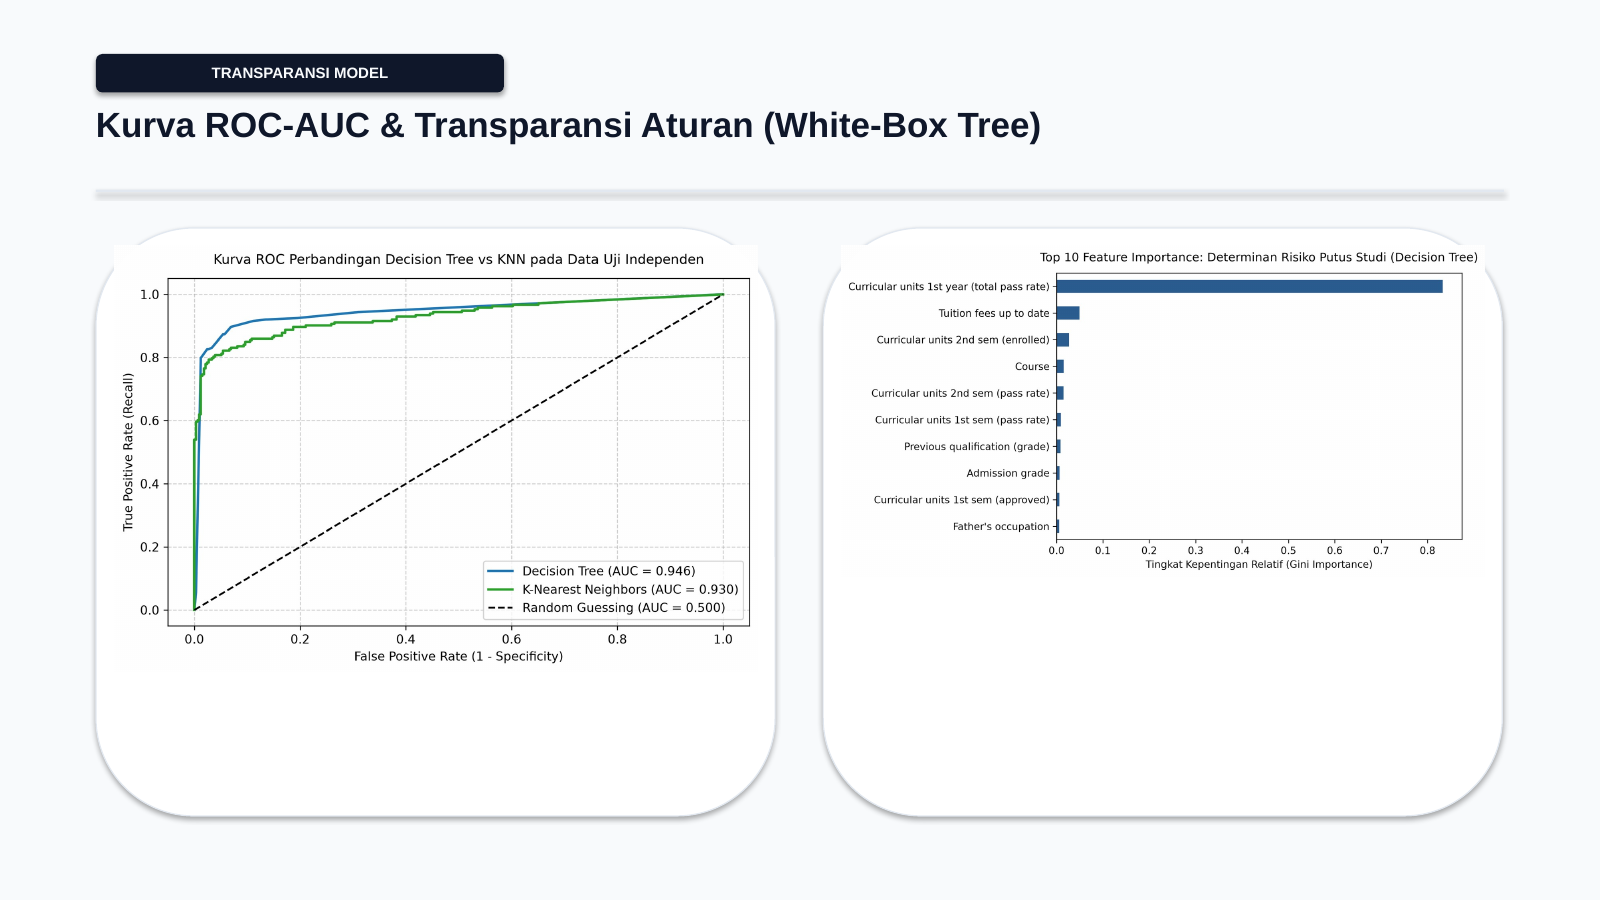 TRANSPARANSI MODEL
Kurva ROC-AUC & Transparansi Aturan (White-Box Tree)
Kurva ROC Perbandingan Decision Tree vs KNN pada Data Uji Independen
True Positive Rate (Recall)
1.0
0.8
0.6
0.4
0.2
0.0
Decision Tree (AUC = 0.946)
K-Nearest Neighbors (AUC = 0.930)
Random Guessing (AUC = 0.500)
0.0 0.2 0.4 0.6 0.8 1.0
False Positive Rate (1 - Specificity)
Top 10 Feature Importance: Determinan Risiko Putus Studi (Decision Tree)
Curricular units 1st year (total pass rate)
Tuition fees up to date
Curricular units 2nd sem (enrolled)
Course
Curricular units 2nd sem (pass rate)
Curricular units 1st sem (pass rate)
Previous qualification (grade)
Admission grade
Curricular units 1st sem (approved)
Father's occupation
0.0 0.1 0.2 0.3 0.4 0.5 0.6 0.7 0.8
Tingkat Kepentingan Relatif (Gini Importance)